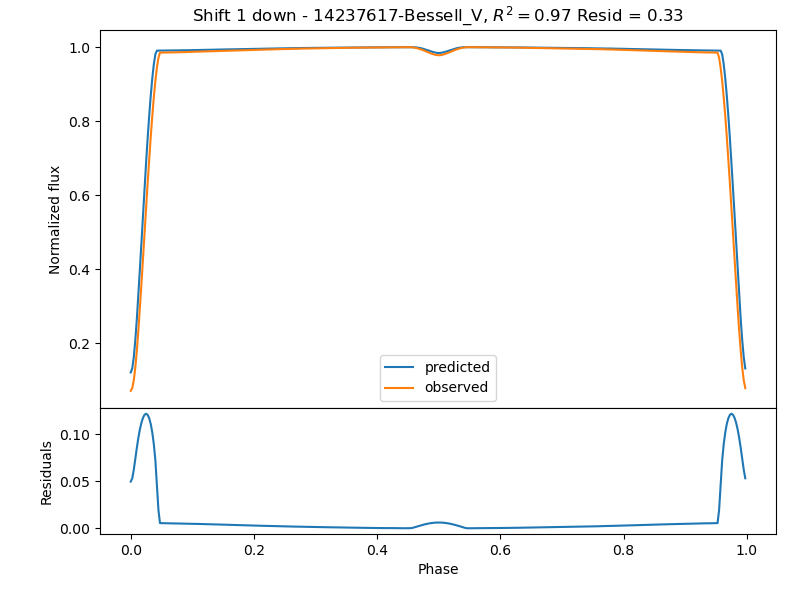 Shift 1 down - 14237617-Bessell_V, $R^2 = 0.97$ Resid = 0.33
1.0
0.8
0.6
0.4
0.2
Normalized flux
predicted
observed
0.10
0.05
0.00
Residuals
0.0 0.2 0.4 0.6 0.8 1.0
Phase